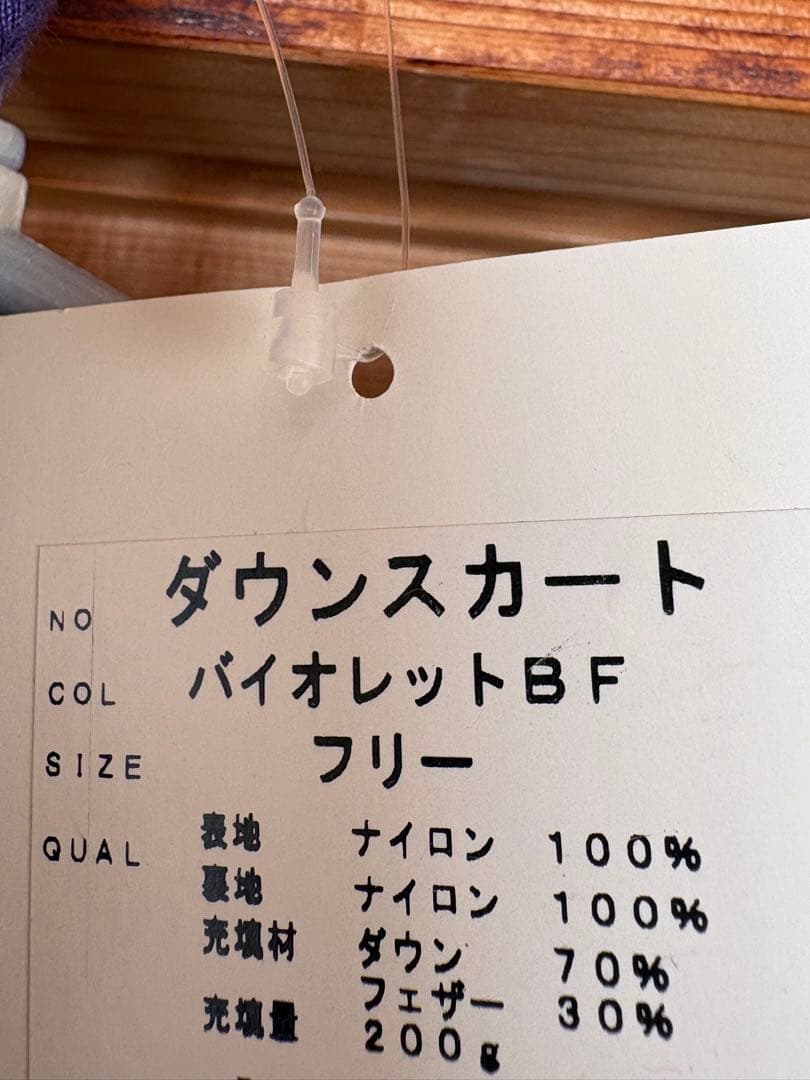 NO ダウンスカート
COL バイオレットBF
SIZE フリー
QUAL 表地 ナイロン 100%
裏地 ナイロン 100%
充填材 ダウン 70%
フェザー 30%
充填量 200g